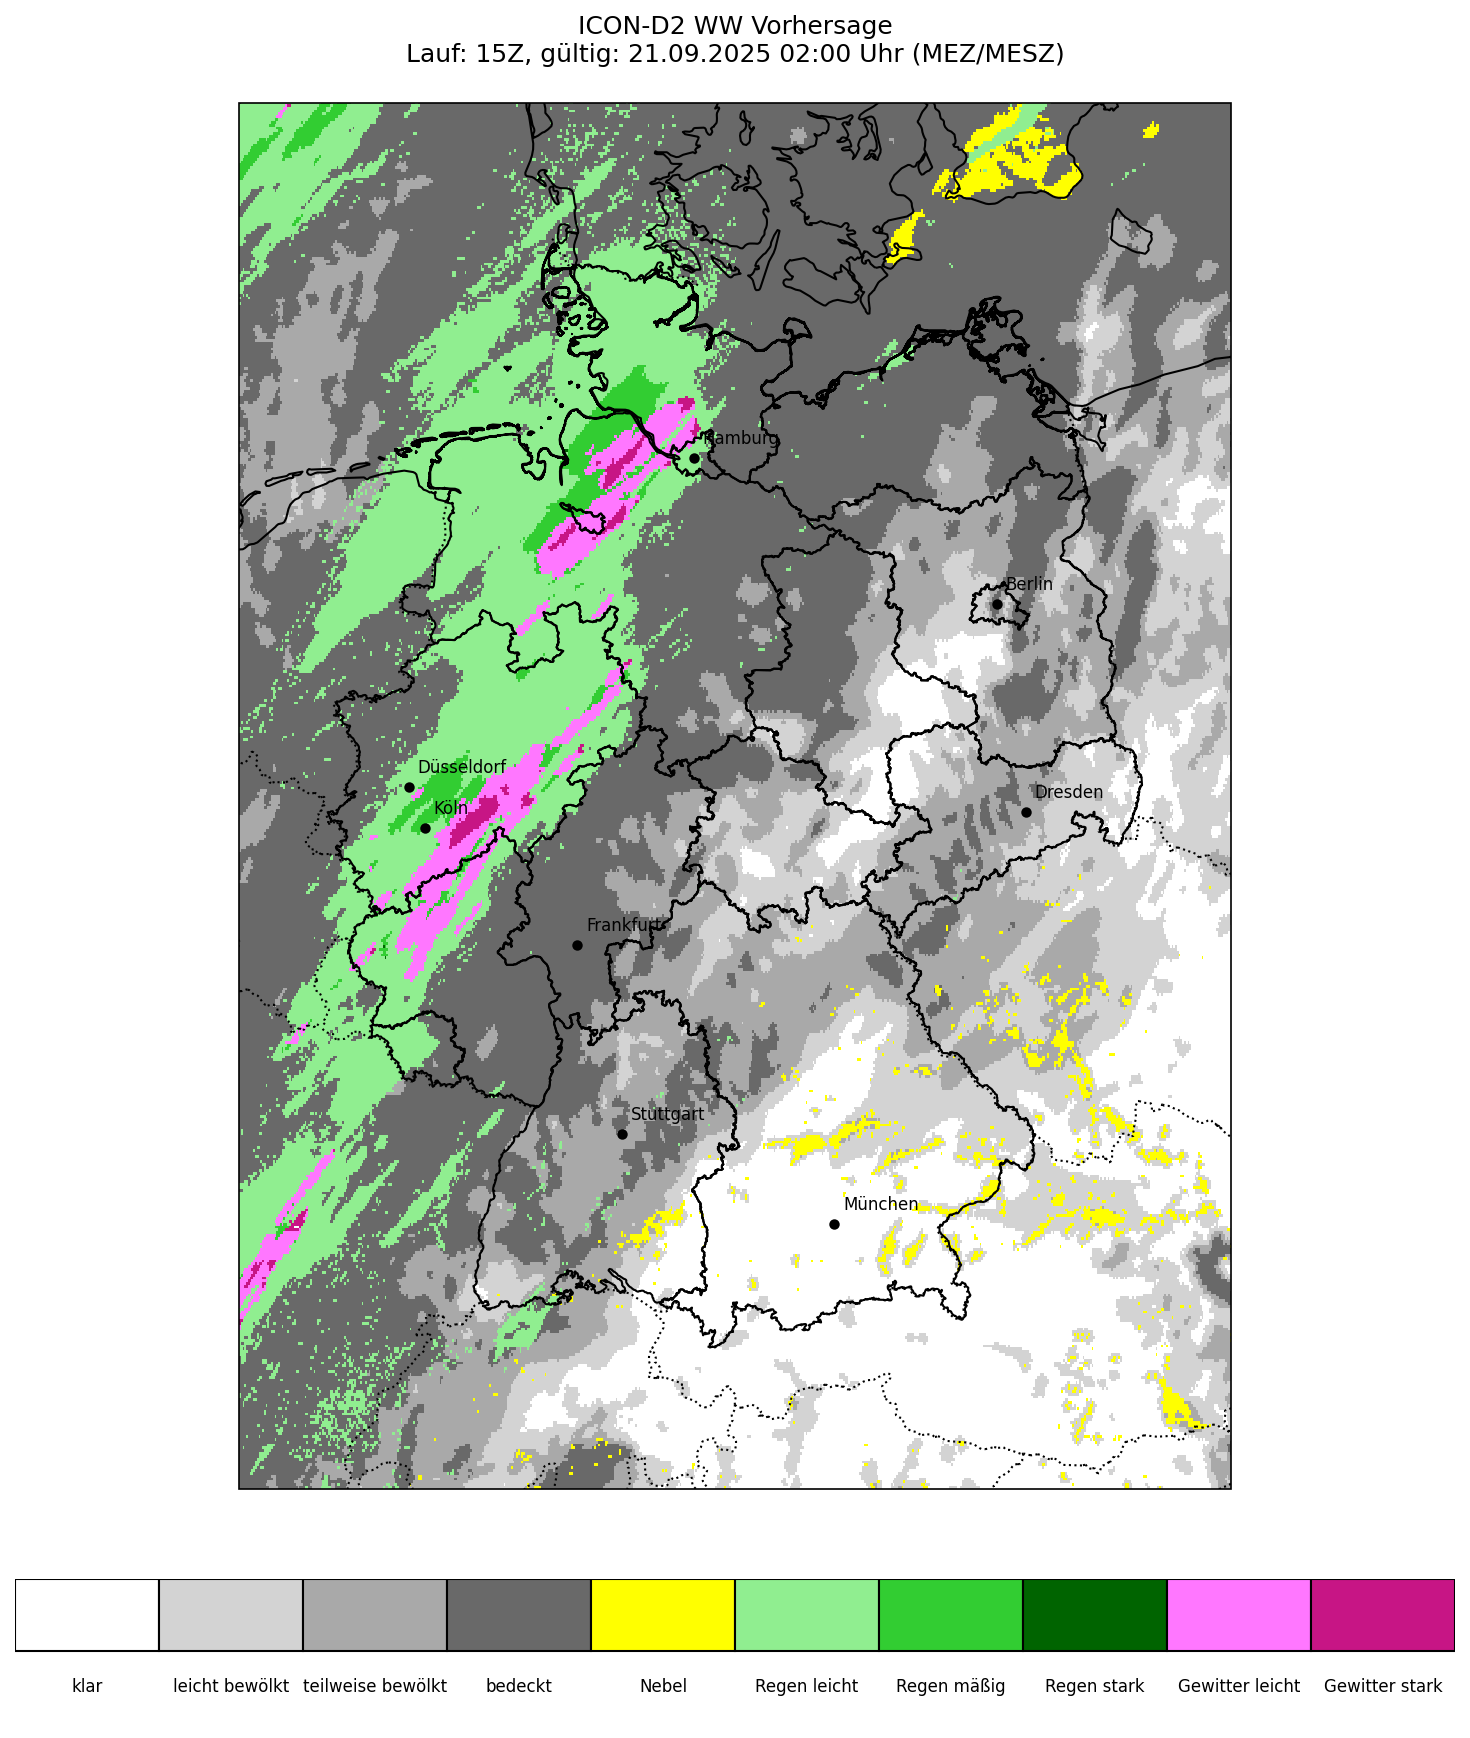 ICON-D2 WW Vorhersage
Lauf: 15Z, gültig: 21.09.2025 02:00 Uhr (MEZ/MESZ)
Hamburg
Berlin
Düsseldorf
Köln
Dresden
Frankfurt
Stuttgart
München
klar
leicht bewölkt
teilweise bewölkt
bedeckt
Nebel
Regen leicht
Regen mäßig
Regen stark
Gewitter leicht
Gewitter stark